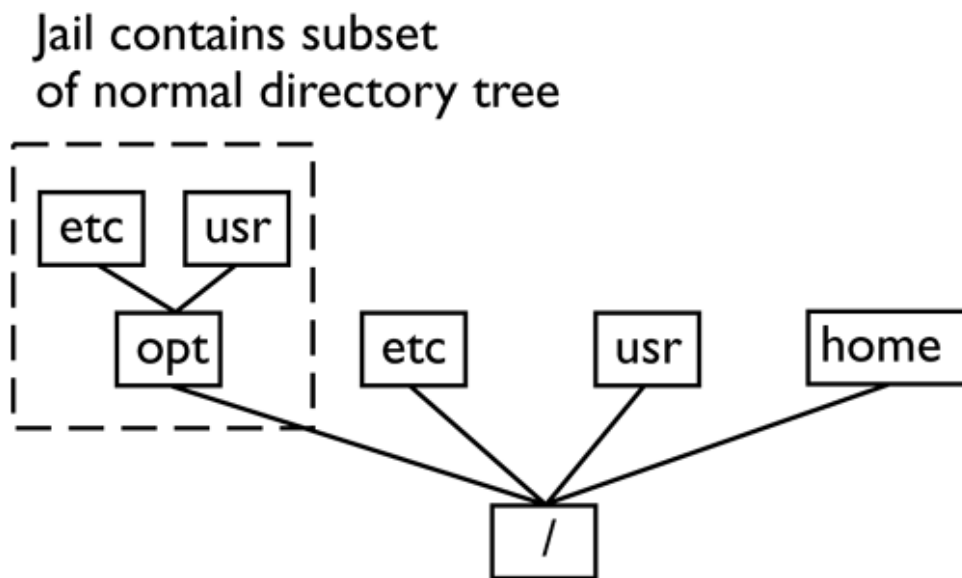 Jail contains subset
of normal directory tree
etc usr
opt etc usr home
/